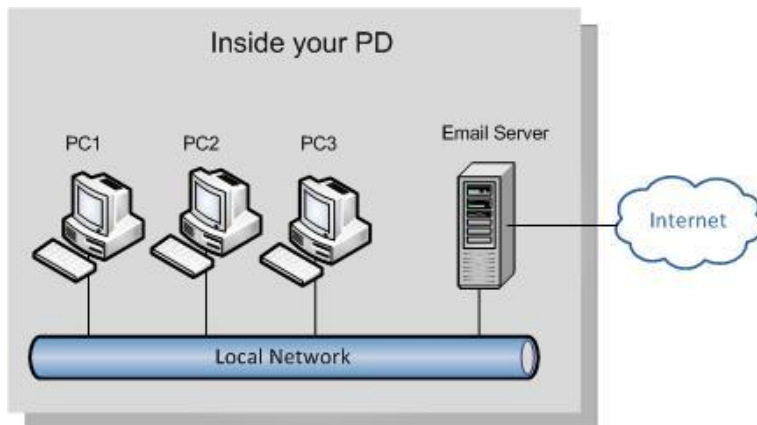 Inside your PD
PC1
PC2
PC3
Email Server
Internet
Local Network